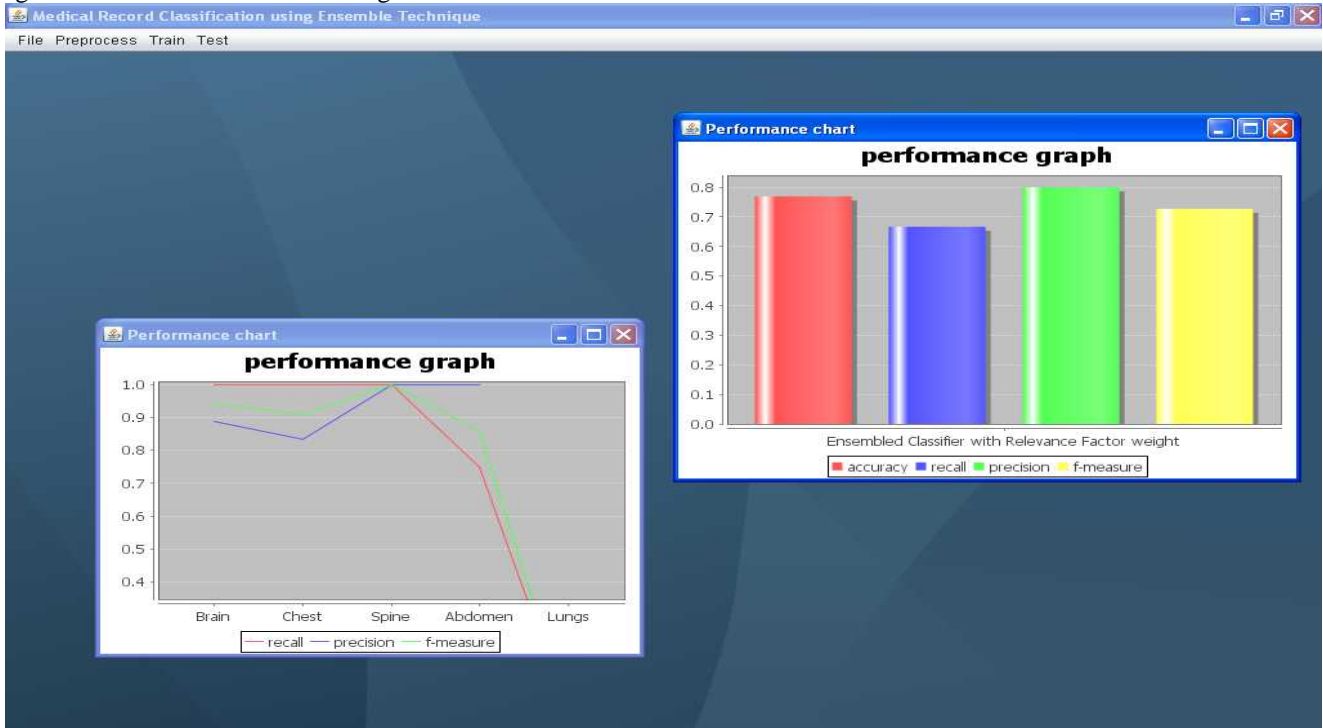 Medical Record Classification using Ensemble Technique
File Preprocess Train Test
Performance chart
performance graph
0.8
0.7
0.6
0.5
0.4
0.3
0.2
0.1
0.0
Ensembled Classifier with Relevance Factor weight
accuracy recall precision f-measure
Performance chart
performance graph
1.0
0.9
0.8
0.7
0.6
0.5
0.4
Brain Chest Spine Abdomen Lungs
recall precision f-measure